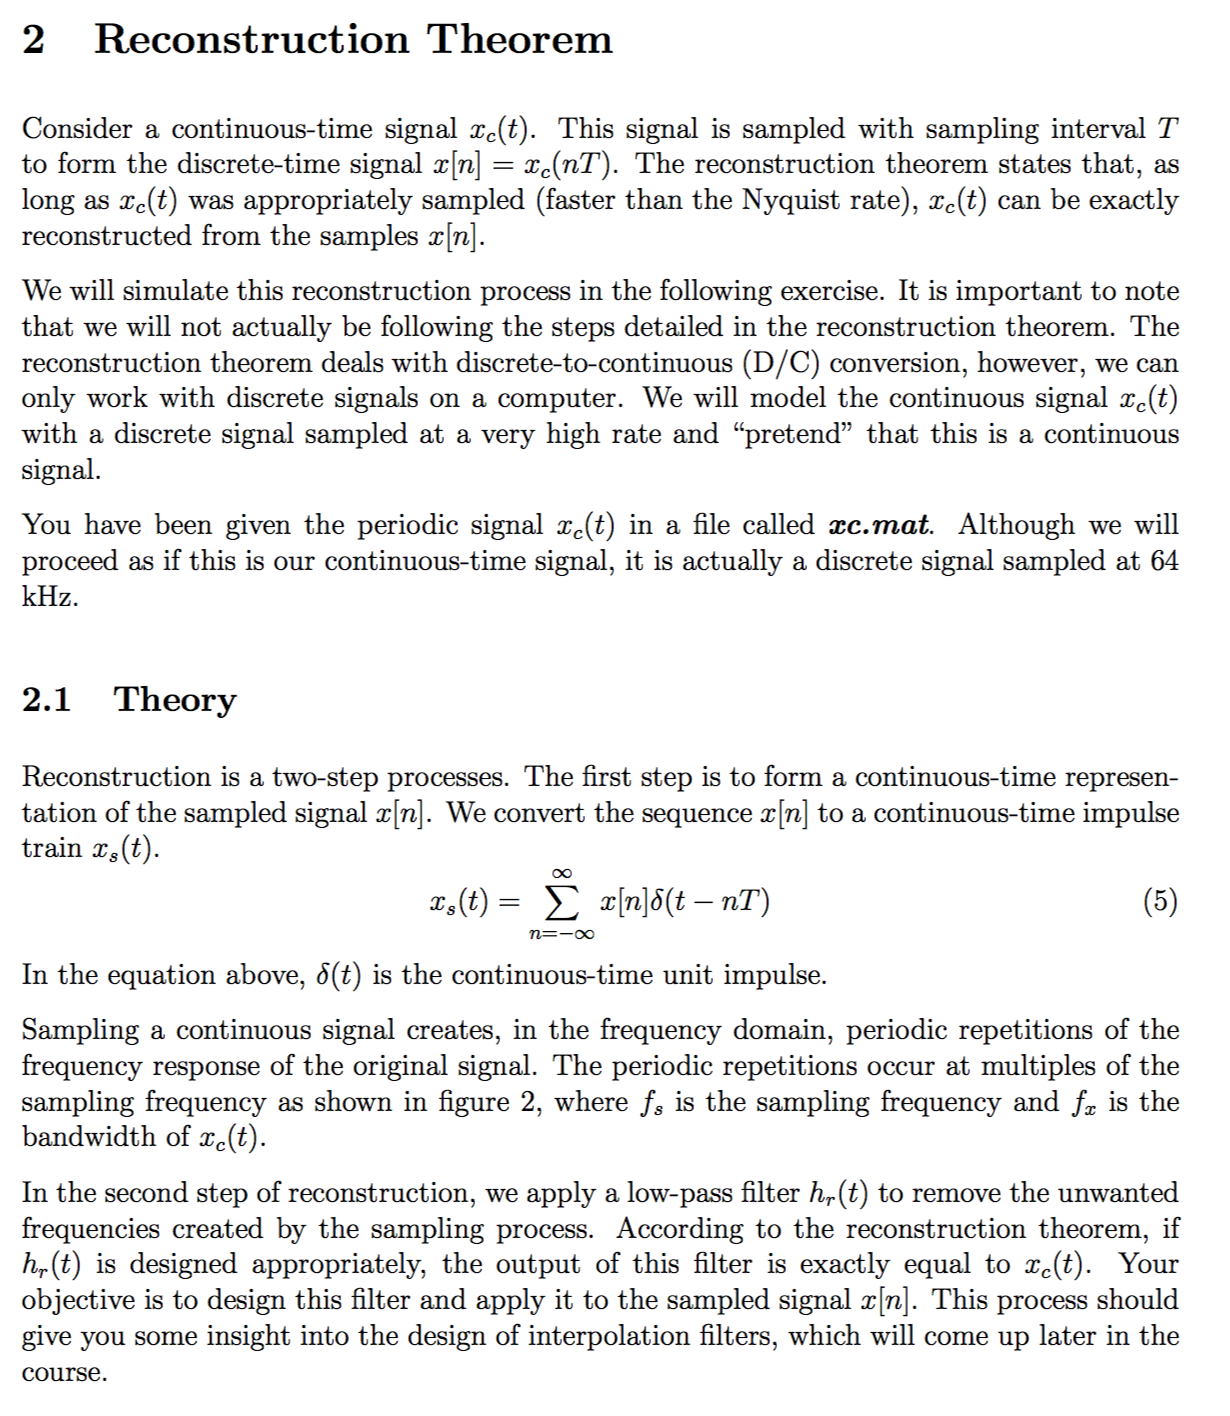 2 Reconstruction Theorem
Consider a continuous-time signal x_c(t). This signal is sampled with sampling interval T
to form the discrete-time signal x[n] = x_c(nT). The reconstruction theorem states that, as
long as x_c(t) was appropriately sampled (faster than the Nyquist rate), x_c(t) can be exactly
reconstructed from the samples x[n].
We will simulate this reconstruction process in the following exercise. It is important to note
that we will not actually be following the steps detailed in the reconstruction theorem. The
reconstruction theorem deals with discrete-to-continuous (D/C) conversion, however, we can
only work with discrete signals on a computer. We will model the continuous signal x_c(t)
with a discrete signal sampled at a very high rate and “pretend” that this is a continuous
signal.
You have been given the periodic signal x_c(t) in a file called xc.mat. Although we will
proceed as if this is our continuous-time signal, it is actually a discrete signal sampled at 64
kHz.
2.1 Theory
Reconstruction is a two-step processes. The first step is to form a continuous-time represen-
tation of the sampled signal x[n]. We convert the sequence x[n] to a continuous-time impulse
train x_s(t).
x_s(t) = ∑_{n=-∞}^{∞} x[n]δ(t − nT) (5)
In the equation above, δ(t) is the continuous-time unit impulse.
Sampling a continuous signal creates, in the frequency domain, periodic repetitions of the
frequency response of the original signal. The periodic repetitions occur at multiples of the
sampling frequency as shown in figure 2, where f_s is the sampling frequency and f_x is the
bandwidth of x_c(t).
In the second step of reconstruction, we apply a low-pass filter h_r(t) to remove the unwanted
frequencies created by the sampling process. According to the reconstruction theorem, if
h_r(t) is designed appropriately, the output of this filter is exactly equal to x_c(t). Your
objective is to design this filter and apply it to the sampled signal x[n]. This process should
give you some insight into the design of interpolation filters, which will come up later in the
course.